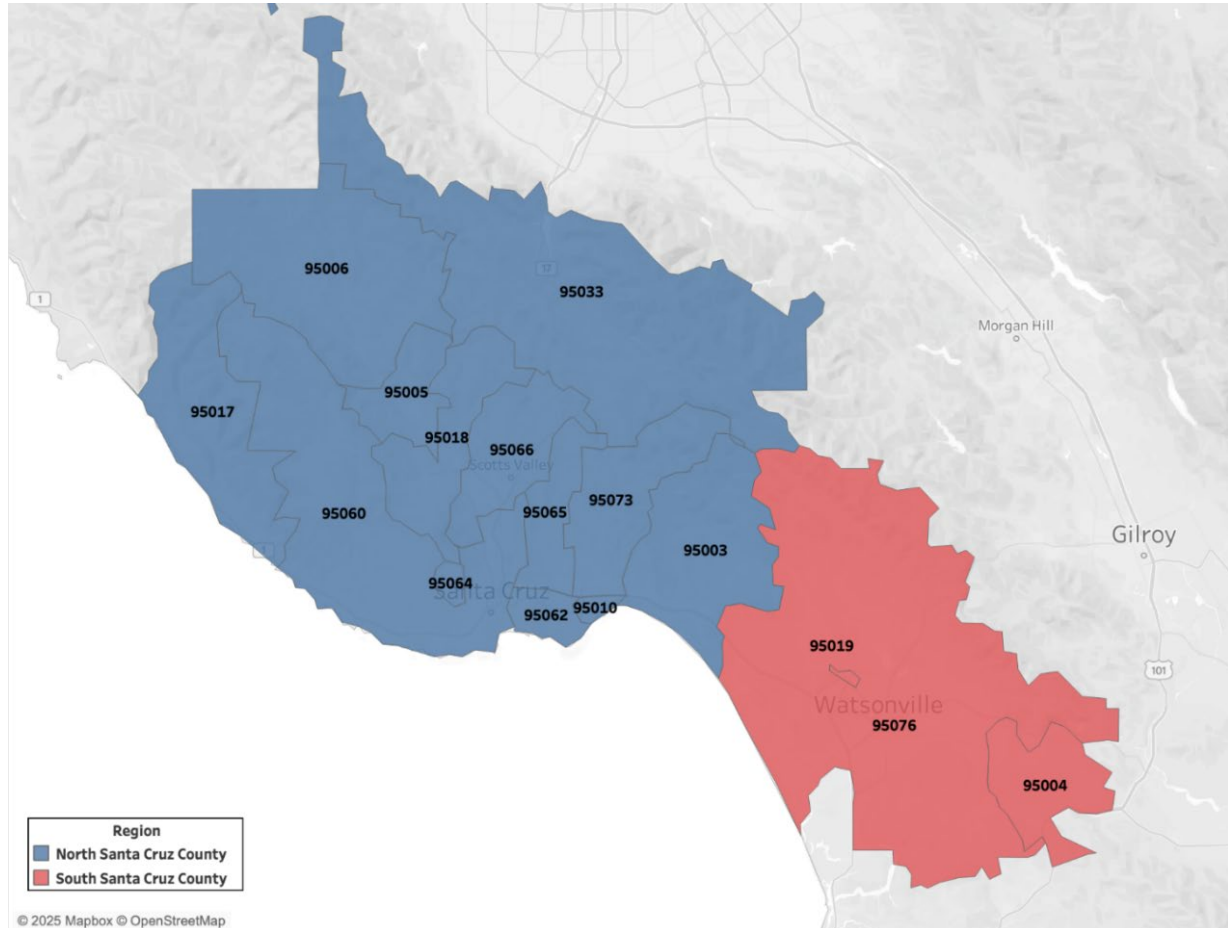 95006
17
95033
1
Morgan Hill
95005
95017
95018
95066
Scotts Valley
95073
95060
95065
Gilroy
95003
95064
Santa Cruz
95062
95010
95019
101
Watsonville
95076
95004
Region
North Santa Cruz County
South Santa Cruz County
© 2025 Mapbox © OpenStreetMap